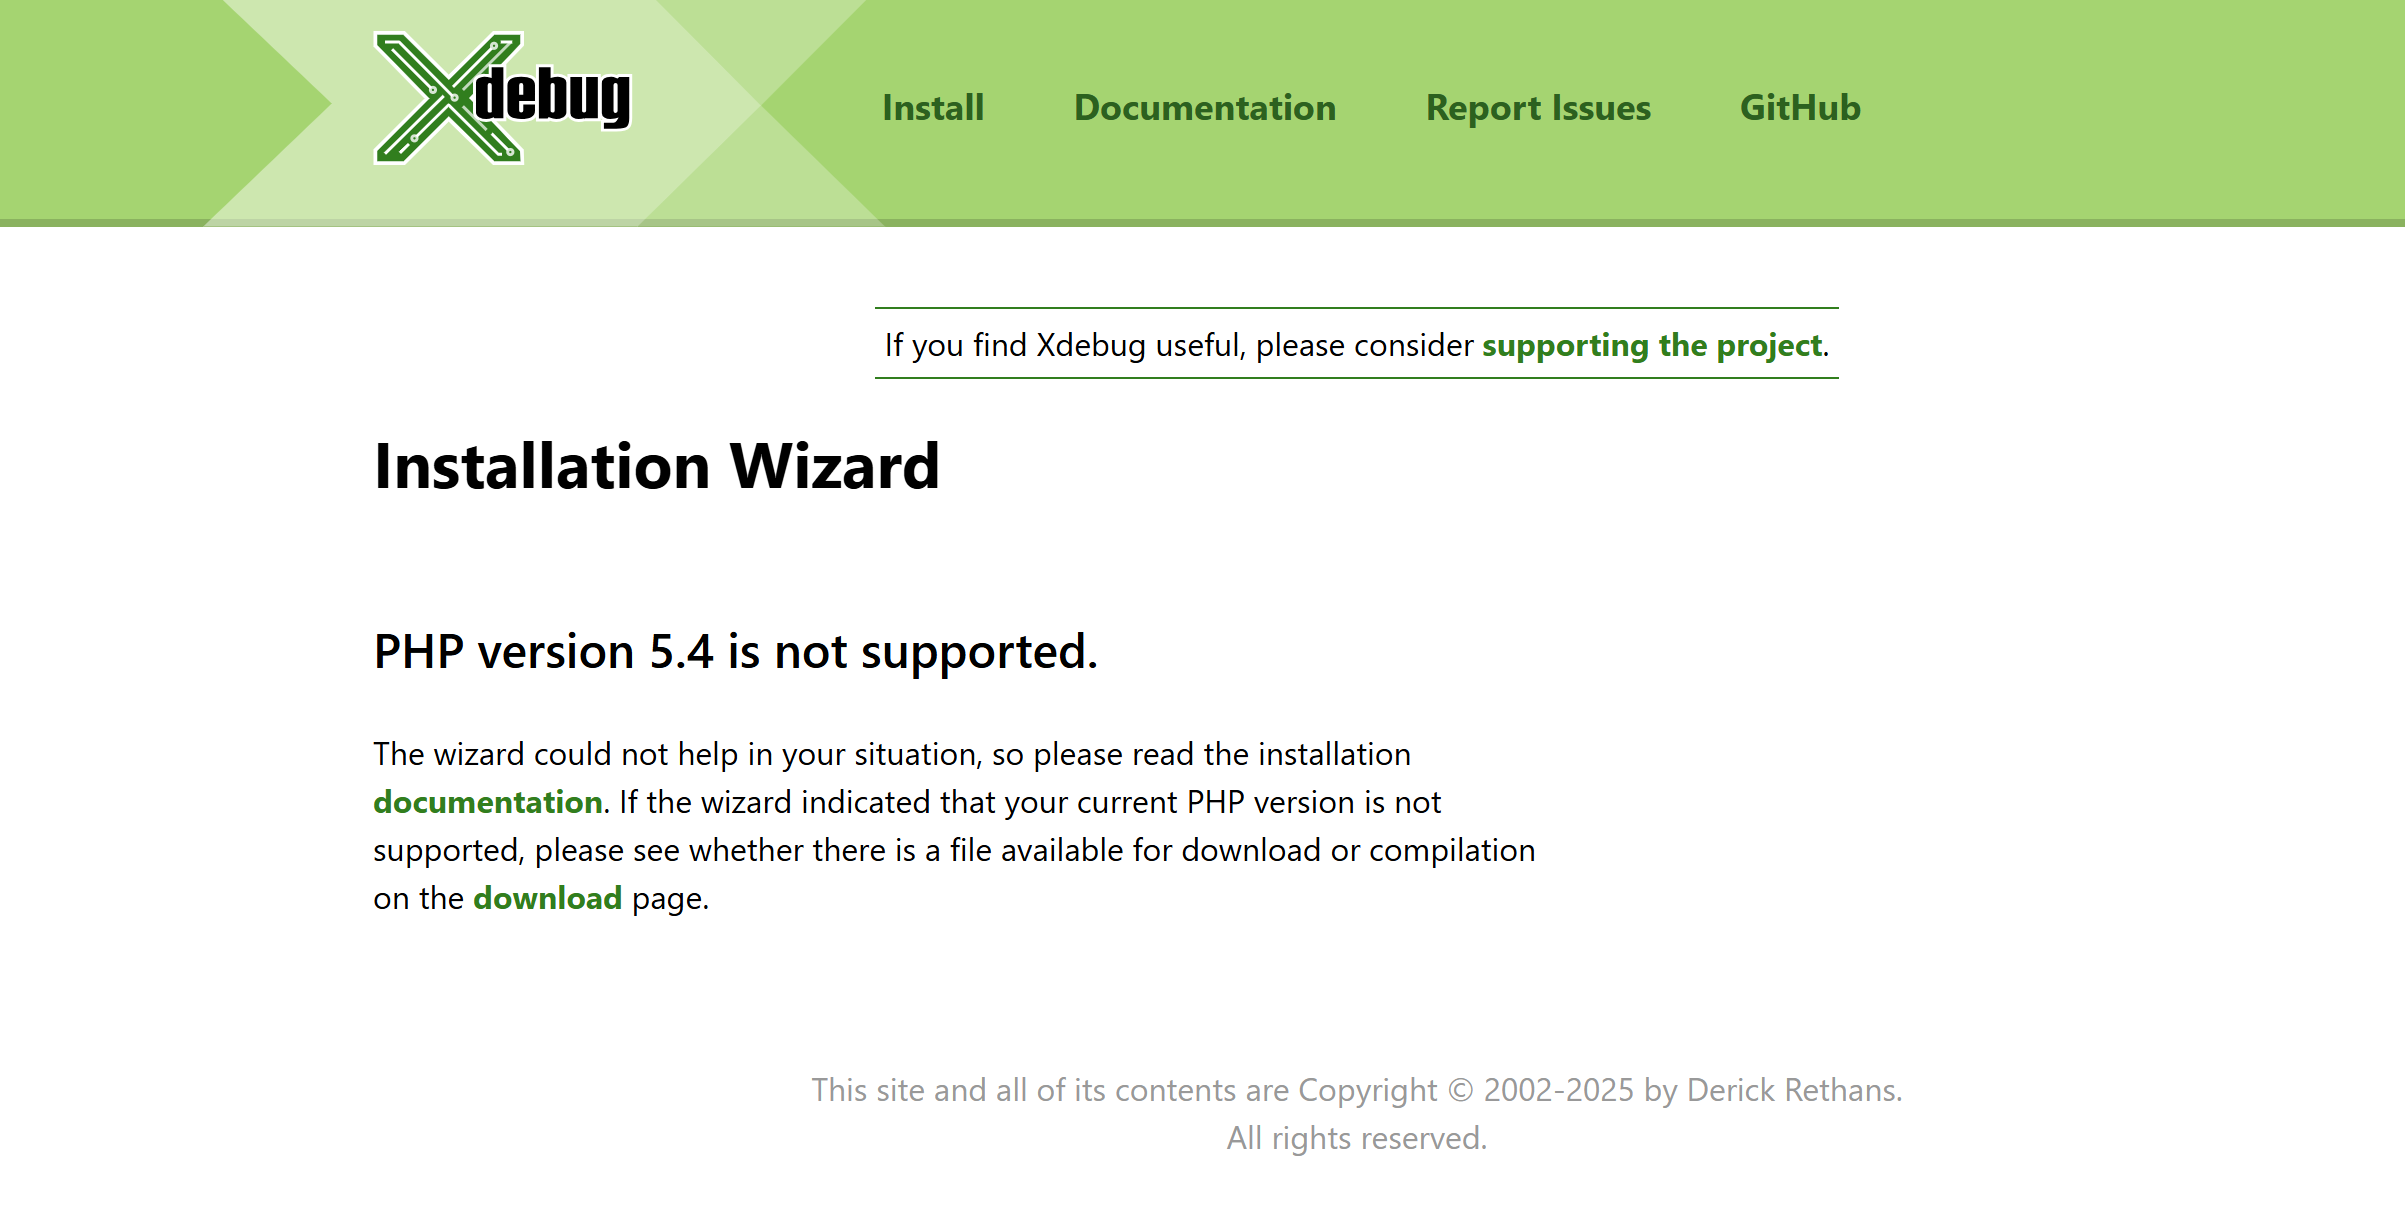 Xdebug
Install
Documentation
Report Issues
GitHub
If you find Xdebug useful, please consider supporting the project.
Installation Wizard
PHP version 5.4 is not supported.
The wizard could not help in your situation, so please read the installation
documentation. If the wizard indicated that your current PHP version is not
supported, please see whether there is a file available for download or compilation
on the download page.
This site and all of its contents are Copyright © 2002-2025 by Derick Rethans.
All rights reserved.